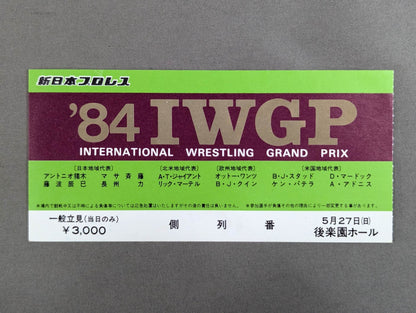 新日本プロレス
'84 IWGP
INTERNATIONAL WRESTLING GRAND PRIX
〔日本地域代表〕 〔北米地域代表〕 〔欧州地域代表〕 〔米国地域代表〕
アントニオ猪木 マサ斉藤 A・T・ジャイアント オットー・ワンツ B・J・スタッド D・マードック
藤波辰巳 長州力 リック・マーテル B・J・クイン ケン・パテラ A・アドニス
一般立見(当日のみ) 側 列 番 5月27日(日)
￥3,000 後楽園ホール